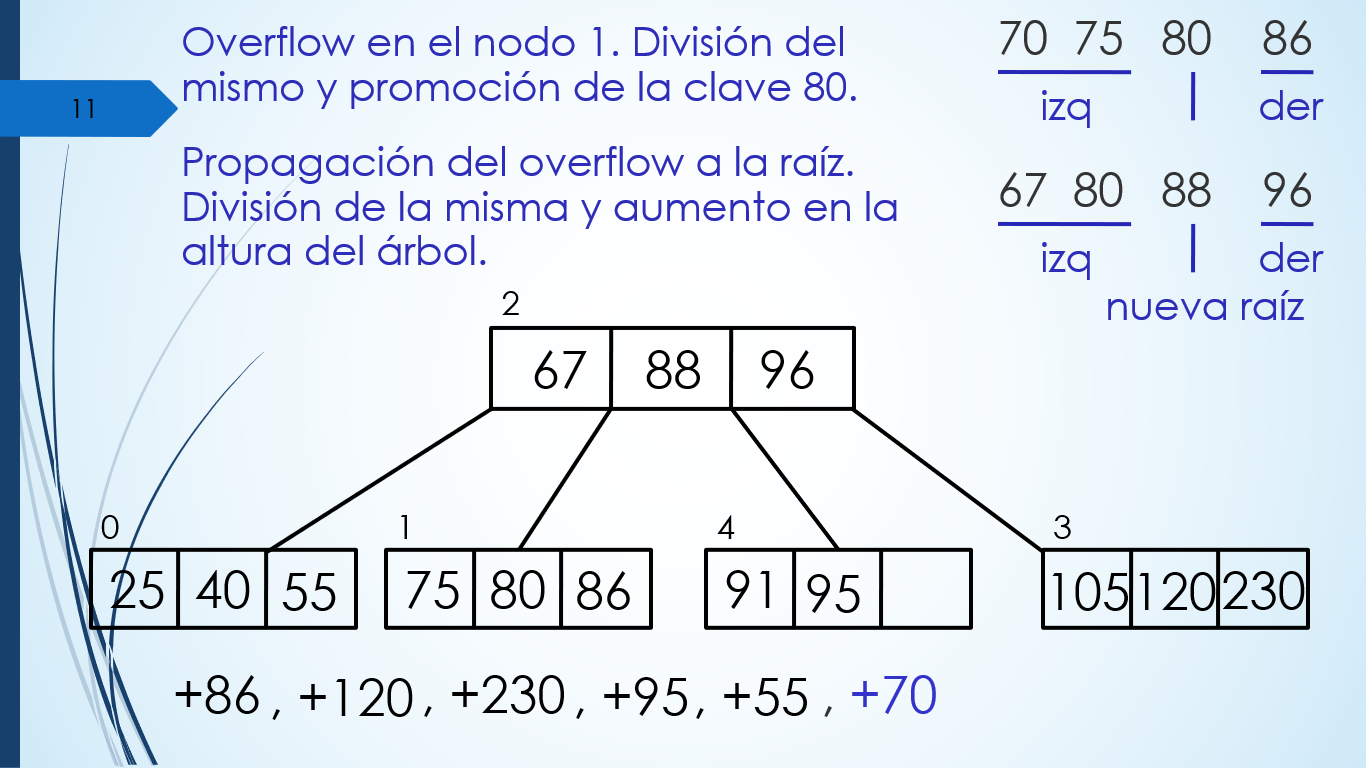 Overflow en el nodo 1. División del
mismo y promoción de la clave 80.
11
Propagación del overflow a la raíz.
División de la misma y aumento en la
altura del árbol.
70 75 80 86
izq der
67 80 88 96
izq der
nueva raíz
2
67 88 96
0 1 4 3
25 40 55 75 80 86 91 95 105 120 230
+86 , +120 , +230 , +95 , +55 , +70